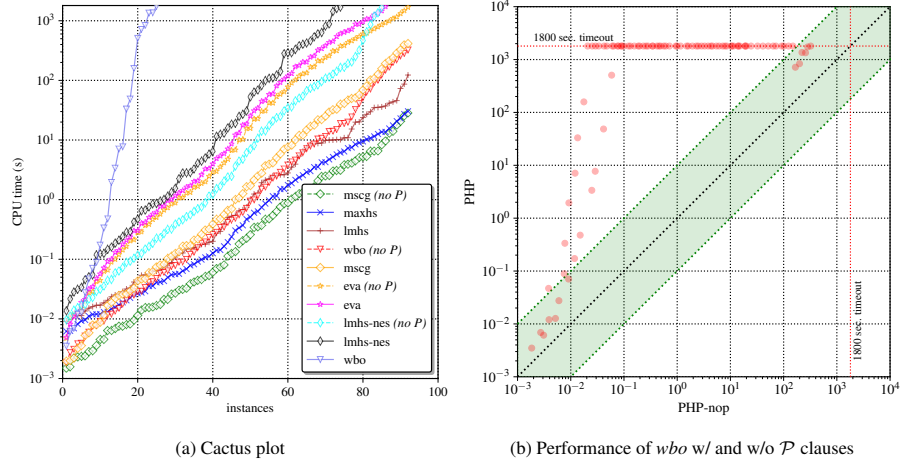 CPU time (s)
10³
10²
10¹
10⁰
10⁻¹
10⁻²
10⁻³
0 20 40 60 80 100
instances
mscg (no P)
maxhs
lmhs
wbo (no P)
mscg
eva (no P)
eva
lmhs-nes (no P)
lmhs-nes
wbo
(a) Cactus plot
PHP
10⁴
10³
10²
10¹
10⁰
10⁻¹
10⁻²
10⁻³
1800 sec. timeout
1800 sec. timeout
10⁻³ 10⁻² 10⁻¹ 10⁰ 10¹ 10² 10³ 10⁴
PHP-nop
(b) Performance of wbo w/ and w/o P clauses